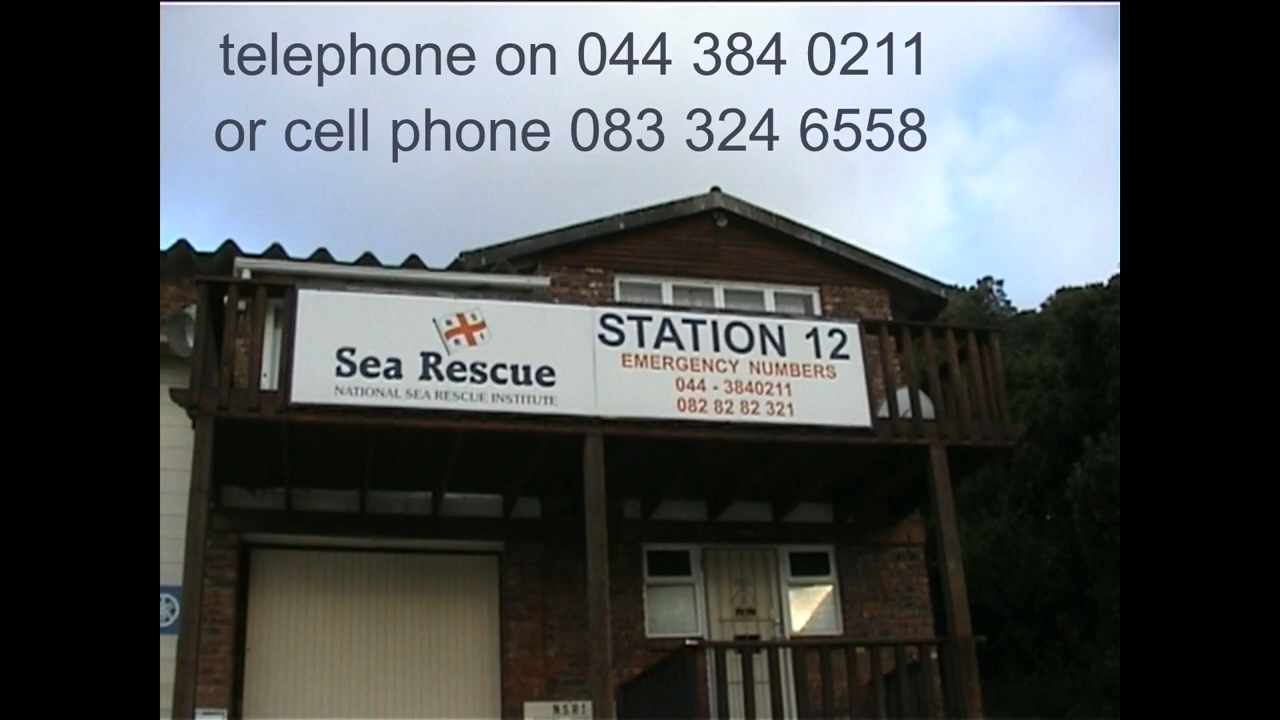 telephone on 044 384 0211
or cell phone 083 324 6558
Sea Rescue
NATIONAL SEA RESCUE INSTITUTE
STATION 12
EMERGENCY NUMBERS
044 - 3840211
082 82 82 321
NSRI